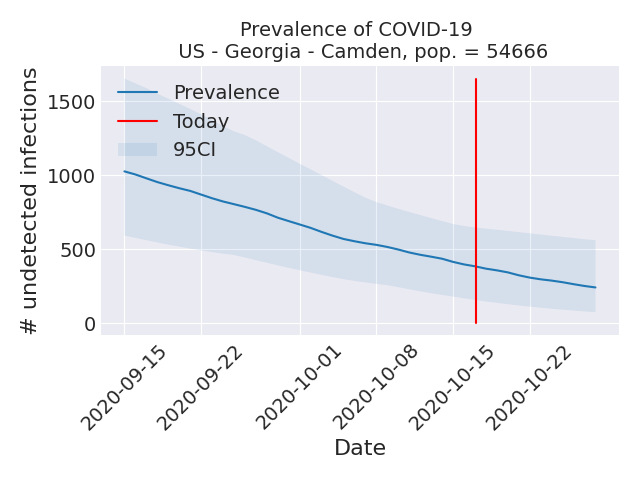 Prevalence of COVID-19
US - Georgia - Camden, pop. = 54666
# undetected infections
1500
1000
500
0
Prevalence
Today
95CI
2020-09-15
2020-09-22
2020-10-01
2020-10-08
2020-10-15
2020-10-22
Date